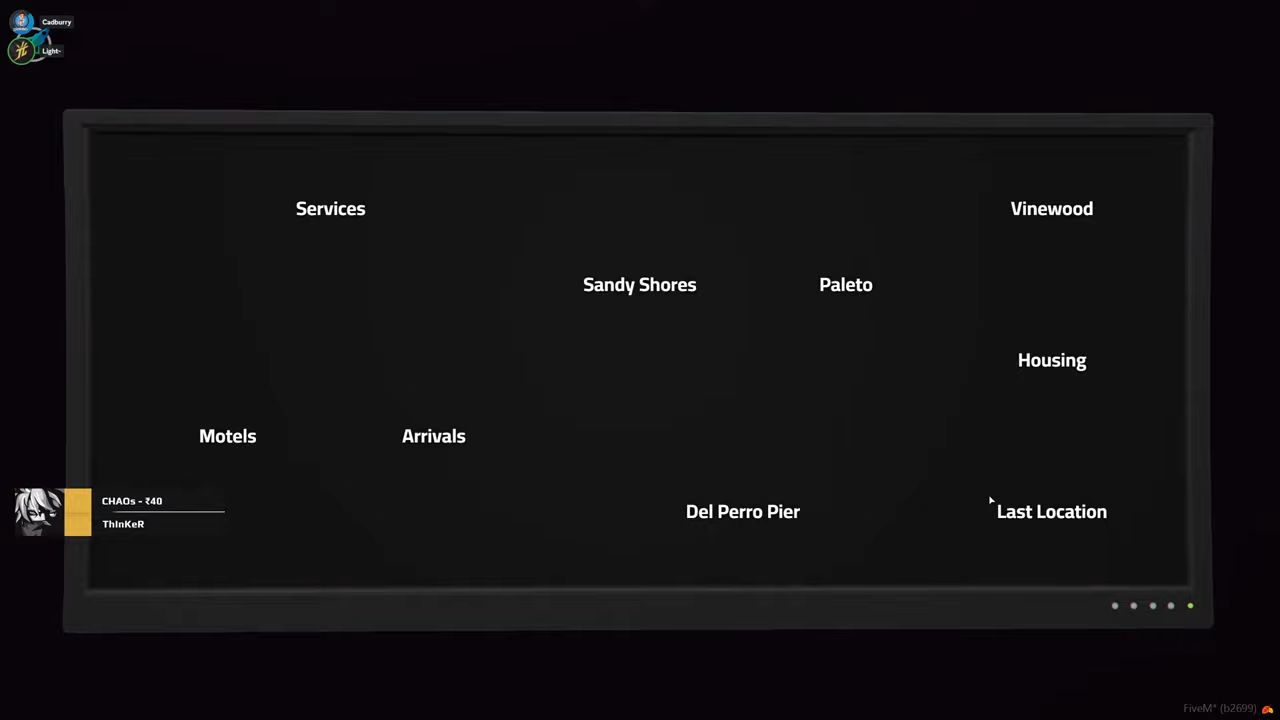 Cadburry
Light~
Services
Vinewood
Sandy Shores
Paleto
Housing
Motels
Arrivals
CHAOs - ₹40
ThInKeR
Del Perro Pier
Last Location
FiveM* (b2699)